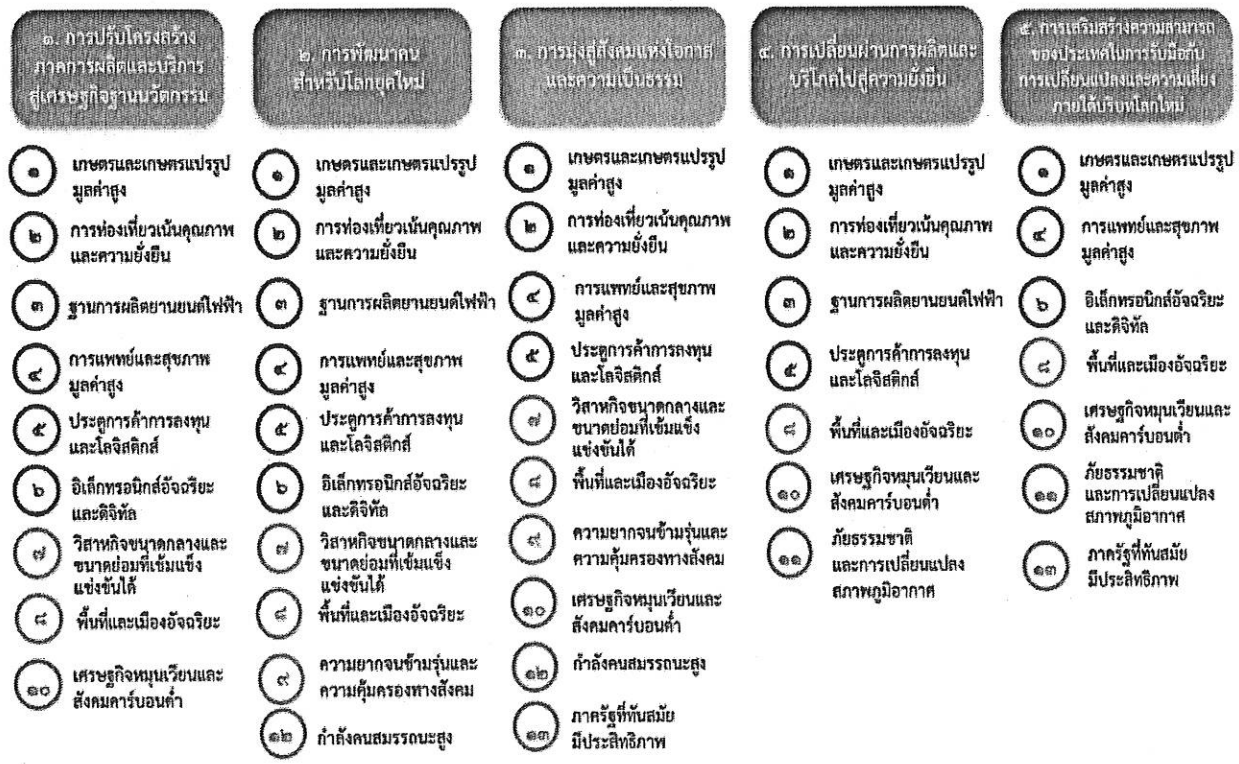 ๑. การปรับโครงสร้าง
ภาคการผลิตและบริการ
สู่เศรษฐกิจฐานนวัตกรรม
๑ เกษตรและเกษตรแปรรูป
มูลค่าสูง
๒ การท่องเที่ยวเน้นคุณภาพ
และความยั่งยืน
๓ ฐานการผลิตยานยนต์ไฟฟ้า
๔ การแพทย์และสุขภาพ
มูลค่าสูง
๕ ประตูการค้าการลงทุน
และโลจิสติกส์
๖ อิเล็กทรอนิกส์อัจฉริยะ
และดิจิทัล
๗ วิสาหกิจขนาดกลางและ
ขนาดย่อมที่เข้มแข็ง
แข่งขันได้
๘ พื้นที่และเมืองอัจฉริยะ
๑๐ เศรษฐกิจหมุนเวียนและ
สังคมคาร์บอนต่ำ
๒. การพัฒนาคน
สำหรับโลกยุคใหม่
๑ เกษตรและเกษตรแปรรูป
มูลค่าสูง
๒ การท่องเที่ยวเน้นคุณภาพ
และความยั่งยืน
๓ ฐานการผลิตยานยนต์ไฟฟ้า
๔ การแพทย์และสุขภาพ
มูลค่าสูง
๕ ประตูการค้าการลงทุน
และโลจิสติกส์
๖ อิเล็กทรอนิกส์อัจฉริยะ
และดิจิทัล
๗ วิสาหกิจขนาดกลางและ
ขนาดย่อมที่เข้มแข็ง
แข่งขันได้
๘ พื้นที่และเมืองอัจฉริยะ
๙ ความยากจนข้ามรุ่นและ
ความคุ้มครองทางสังคม
๑๒ กำลังคนสมรรถนะสูง
๓. การมุ่งสู่สังคมแห่งโอกาส
และความเป็นธรรม
๑ เกษตรและเกษตรแปรรูป
มูลค่าสูง
๒ การท่องเที่ยวเน้นคุณภาพ
และความยั่งยืน
๔ การแพทย์และสุขภาพ
มูลค่าสูง
๕ ประตูการค้าการลงทุน
และโลจิสติกส์
๗ วิสาหกิจขนาดกลางและ
ขนาดย่อมที่เข้มแข็ง
แข่งขันได้
๘ พื้นที่และเมืองอัจฉริยะ
๙ ความยากจนข้ามรุ่นและ
ความคุ้มครองทางสังคม
๑๐ เศรษฐกิจหมุนเวียนและ
สังคมคาร์บอนต่ำ
๑๒ กำลังคนสมรรถนะสูง
๑๓ ภาครัฐที่ทันสมัย
มีประสิทธิภาพ
๔. การเปลี่ยนผ่านการผลิตและ
บริโภคไปสู่ความยั่งยืน
๑ เกษตรและเกษตรแปรรูป
มูลค่าสูง
๒ การท่องเที่ยวเน้นคุณภาพ
และความยั่งยืน
๓ ฐานการผลิตยานยนต์ไฟฟ้า
๕ ประตูการค้าการลงทุน
และโลจิสติกส์
๘ พื้นที่และเมืองอัจฉริยะ
๑๐ เศรษฐกิจหมุนเวียนและ
สังคมคาร์บอนต่ำ
๑๑ ภัยธรรมชาติ
และการเปลี่ยนแปลง
สภาพภูมิอากาศ
๕. การเสริมสร้างความสามารถ
ของประเทศในการรับมือกับ
การเปลี่ยนแปลงและความเสี่ยง
ภายใต้บริบทโลกใหม่
๑ เกษตรและเกษตรแปรรูป
มูลค่าสูง
๔ การแพทย์และสุขภาพ
มูลค่าสูง
๖ อิเล็กทรอนิกส์อัจฉริยะ
และดิจิทัล
๘ พื้นที่และเมืองอัจฉริยะ
๑๐ เศรษฐกิจหมุนเวียนและ
สังคมคาร์บอนต่ำ
๑๑ ภัยธรรมชาติ
และการเปลี่ยนแปลง
สภาพภูมิอากาศ
๑๓ ภาครัฐที่ทันสมัย
มีประสิทธิภาพ